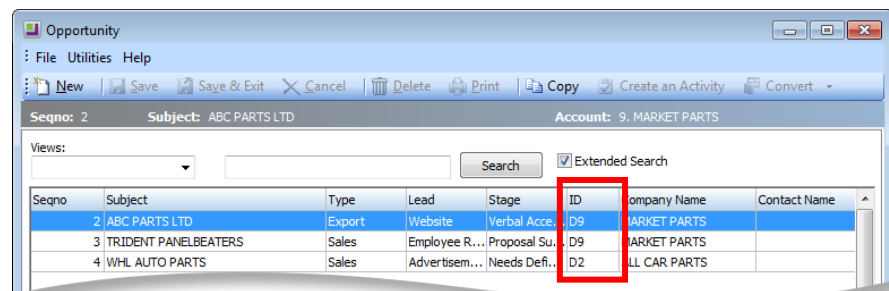 Opportunity
File Utilities Help
New Save Save & Exit Cancel Delete Print Copy Create an Activity Convert
Seqno: 2 Subject: ABC PARTS LTD Account: 9. MARKET PARTS
Views:
Search Extended Search
Seqno Subject Type Lead Stage ID Company Name Contact Name
2 ABC PARTS LTD Export Website Verbal Acce... D9 MARKET PARTS
3 TRIDENT PANELBEATERS Sales Employee R... Proposal Su... D9 MARKET PARTS
4 WHL AUTO PARTS Sales Advertisem... Needs Defi... D2 ALL CAR PARTS